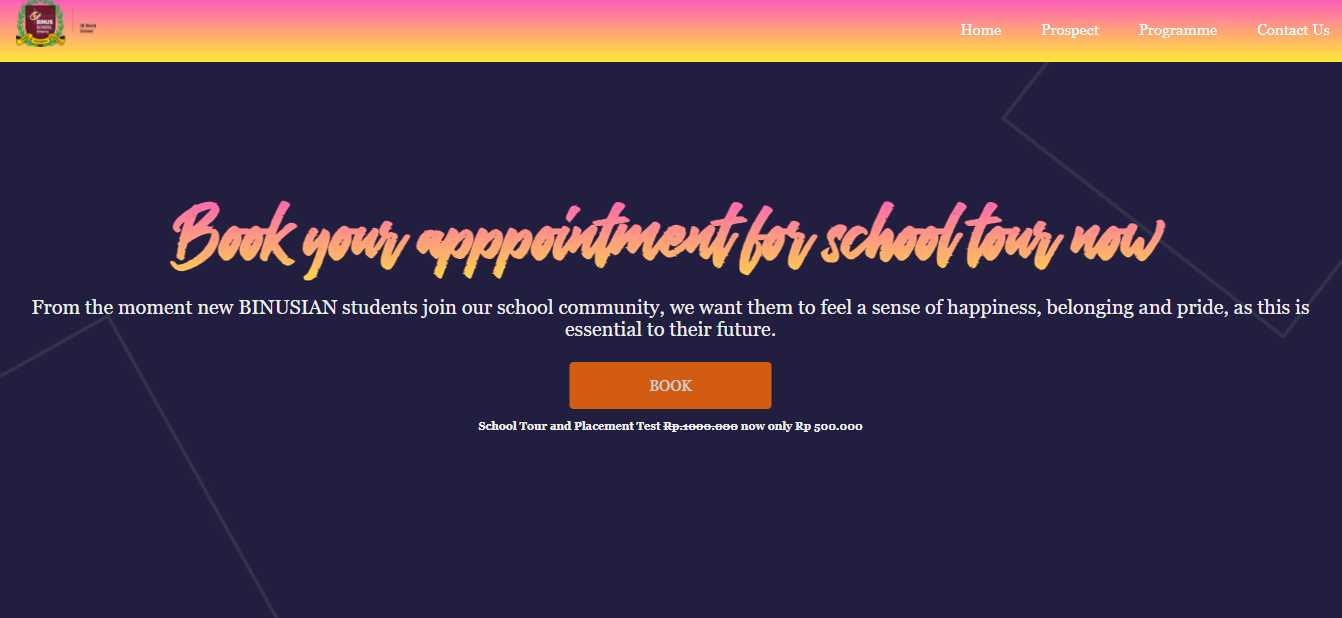 BINUS
SCHOOL
IB World
School
Home Prospect Programme Contact Us
Book your apppointment for school tour now
From the moment new BINUSIAN students join our school community, we want them to feel a sense of happiness, belonging and pride, as this is
essential to their future.
BOOK
School Tour and Placement Test Rp.1000.000 now only Rp 500.000